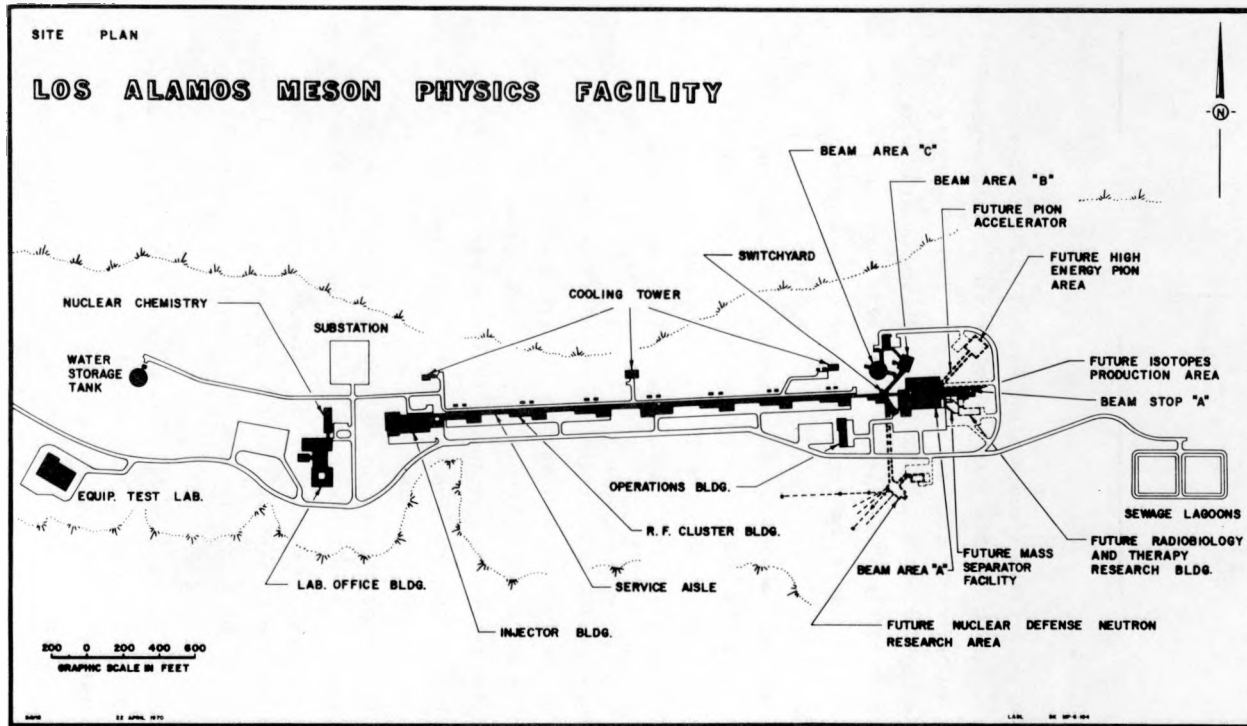 SITE PLAN
LOS ALAMOS MESON PHYSICS FACILITY
N
BEAM AREA "C"
BEAM AREA "B"
FUTURE PION
ACCELERATOR
SWITCHYARD
FUTURE HIGH
ENERGY PION
AREA
NUCLEAR CHEMISTRY
COOLING TOWER
SUBSTATION
WATER
STORAGE
TANK
FUTURE ISOTOPES
PRODUCTION AREA
BEAM STOP "A"
EQUIP. TEST LAB.
OPERATIONS BLDG.
SEWAGE LAGOONS
R.F. CLUSTER BLDG.
FUTURE RADIOBIOLOGY
AND THERAPY
RESEARCH BLDG.
FUTURE MASS
SEPARATOR
FACILITY
BEAM AREA "A"
LAB. OFFICE BLDG.
SERVICE AISLE
INJECTOR BLDG.
FUTURE NUCLEAR DEFENSE NEUTRON
RESEARCH AREA
200 0 200 400 600
GRAPHIC SCALE IN FEET
22 APRIL 1970
LASL